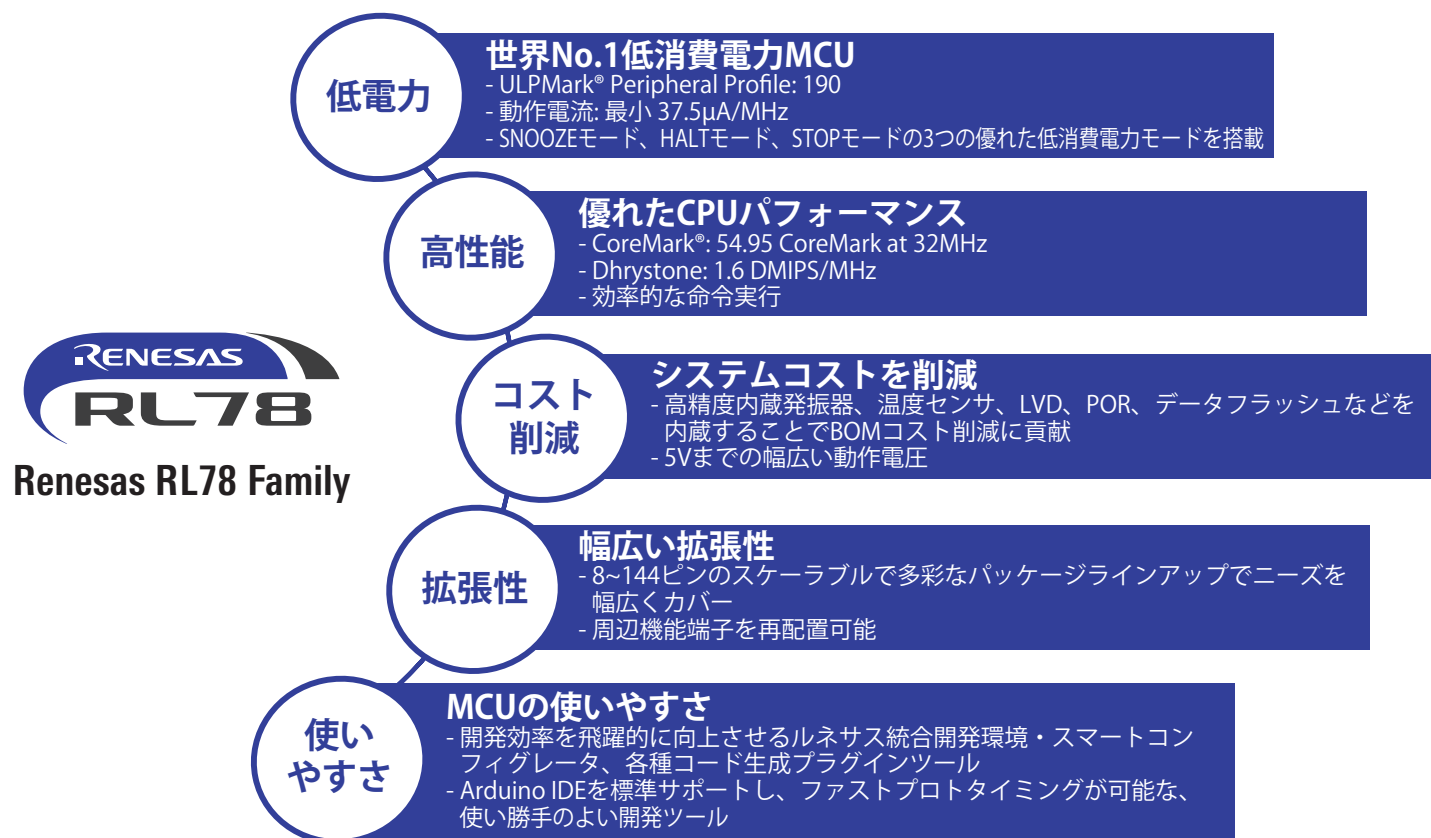 低電力
世界No.1低消費電力MCU
- ULPMark® Peripheral Profile: 190
- 動作電流: 最小 37.5µA/MHz
- SNOOZEモード、HALTモード、STOPモードの3つの優れた低消費電力モードを搭載
高性能
優れたCPUパフォーマンス
- CoreMark®: 54.95 CoreMark at 32MHz
- Dhrystone: 1.6 DMIPS/MHz
- 効率的な命令実行
RENESAS
RL78
Renesas RL78 Family
コスト
削減
システムコストを削減
- 高精度内蔵発振器、温度センサ、LVD、POR、データフラッシュなどを
内蔵することでBOMコスト削減に貢献
- 5Vまでの幅広い動作電圧
拡張性
幅広い拡張性
- 8~144ピンのスケーラブルで多彩なパッケージラインアップでニーズを
幅広くカバー
- 周辺機能端子を再配置可能
使い
やすさ
MCUの使いやすさ
- 開発効率を飛躍的に向上させるルネサス統合開発環境・スマートコン
フィグレータ、各種コード生成プラグインツール
- Arduino IDEを標準サポートし、ファストプロトタイミングが可能な、
使い勝手のよい開発ツール